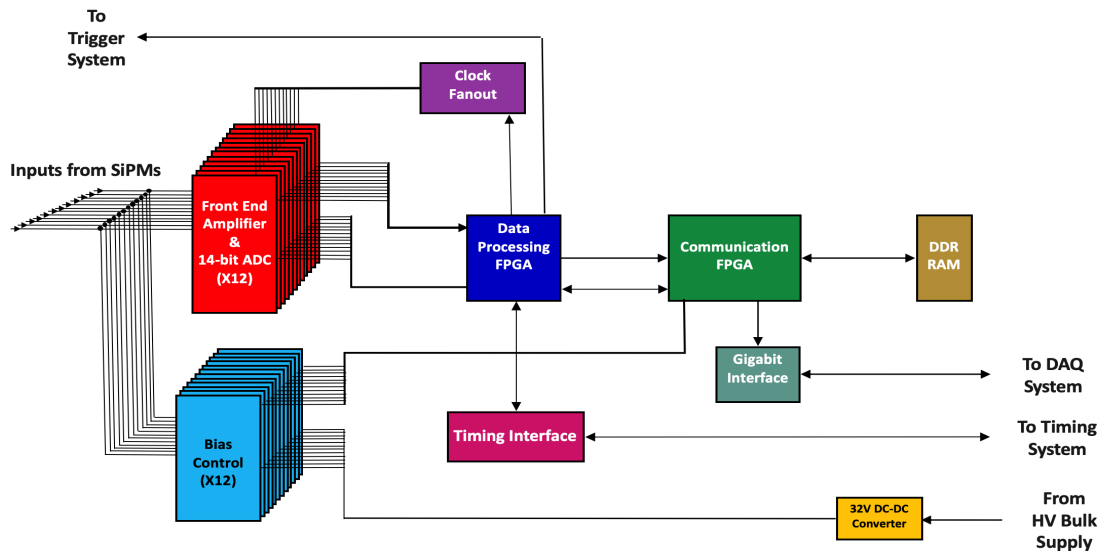 To
Trigger
System
Clock
Fanout
Inputs from SiPMs
Front End
Amplifier
&
14-bit ADC
(X12)
Data
Processing
FPGA
Communication
FPGA
DDR
RAM
Gigabit
Interface
To DAQ
System
Timing Interface
To Timing
System
Bias
Control
(X12)
32V DC-DC
Converter
From
HV Bulk
Supply